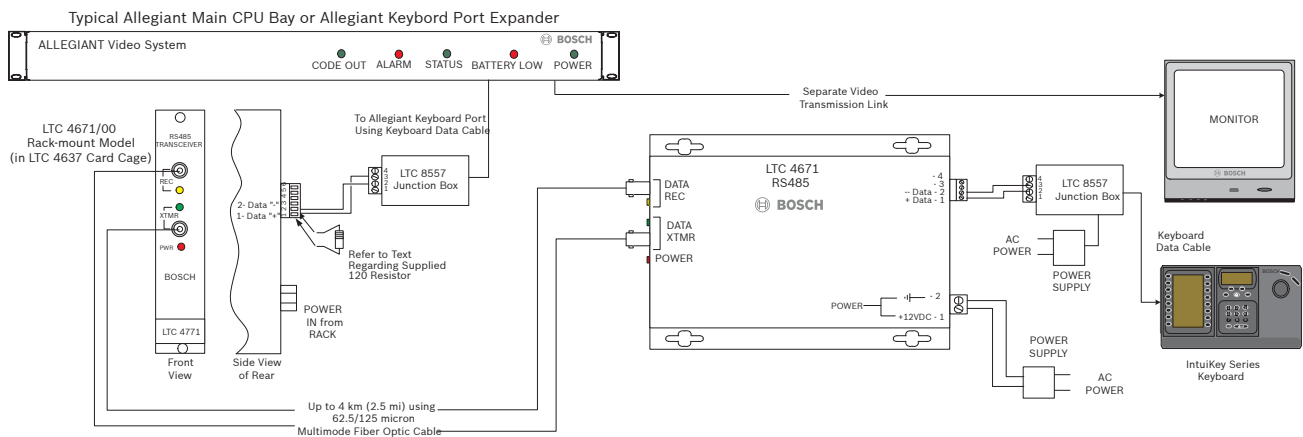 Typical Allegiant Main CPU Bay or Allegiant Keybord Port Expander
ALLEGIANT Video System
BOSCH
CODE OUT
ALARM
STATUS
BATTERY LOW
POWER
Separate Video
Transmission Link
MONITOR
LTC 4671/00
Rack-mount Model
(in LTC 4637 Card Cage)
RS485
TRANSCEIVER
REC
XTMR
PWR
BOSCH
LTC 4771
Front
View
Side View
of Rear
1 2 3 4 5 6
2- Data "-"
1- Data "+"
To Allegiant Keyboard Port
Using Keyboard Data Cable
4
3
2
1
LTC 8557
Junction Box
Refer to Text
Regarding Supplied
120 Resistor
POWER
IN from
RACK
LTC 4671
RS485
BOSCH
DATA
REC
DATA
XTMR
POWER
- 4
- 3
-- Data - 2
+ Data - 1
POWER
- 2
+12VDC - 1
4
3
2
1
LTC 8557
Junction Box
AC
POWER
POWER
SUPPLY
Keyboard
Data Cable
BOSCH
IntuiKey Series
Keyboard
POWER
SUPPLY
AC
POWER
Up to 4 km (2.5 mi) using
62.5/125 micron
Multimode Fiber Optic Cable